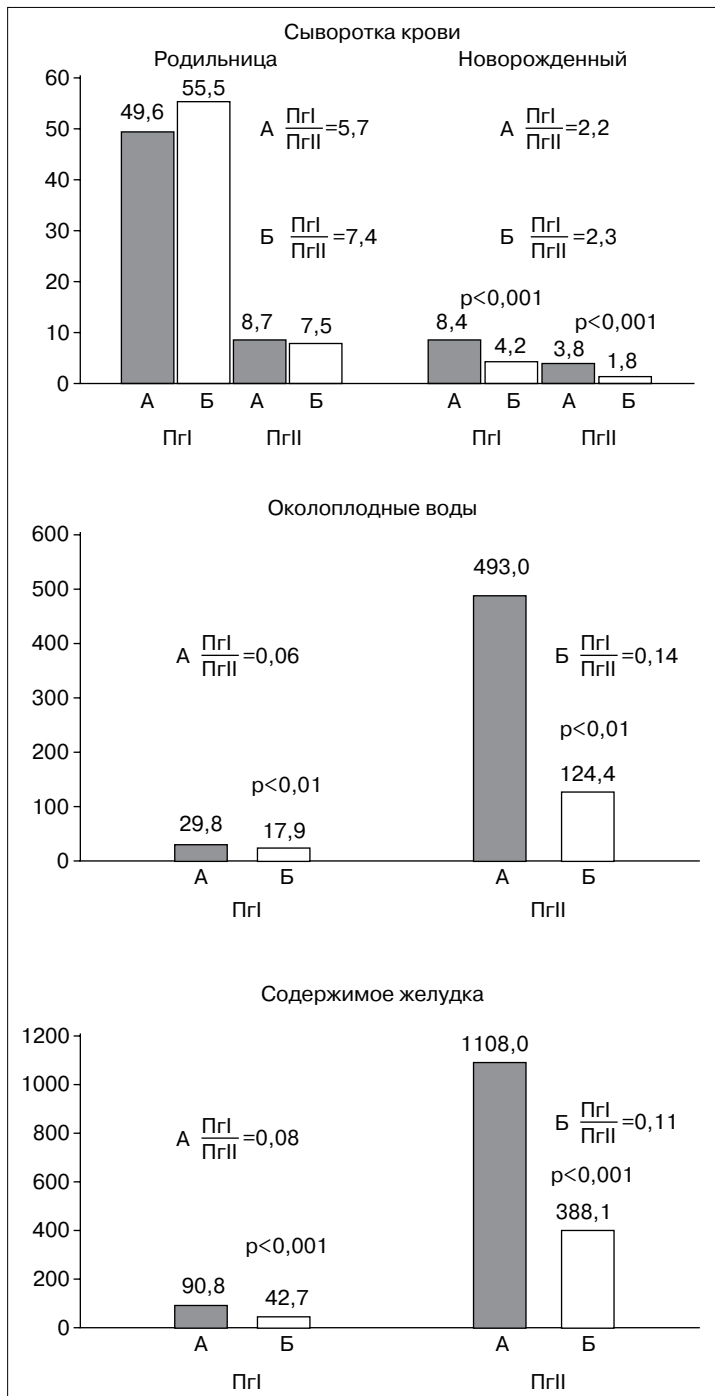 Сыворотка крови
Родильница Новорожденный
60
50
40
30
20
10
0
49,6
55,5
8,7
7,5
А ПгI/ПгII=5,7
Б ПгI/ПгII=7,4
А Б А Б
ПгI ПгII
А ПгI/ПгII=2,2
Б ПгI/ПгII=2,3
p<0,001
p<0,001
8,4
4,2
3,8
1,8
А Б А Б
ПгI ПгII
Околоплодные воды
600
500
400
300
200
100
0
А ПгI/ПгII=0,06
p<0,01
29,8
17,9
493,0
Б ПгI/ПгII=0,14
p<0,01
124,4
А Б А Б
ПгI ПгII
Содержимое желудка
1200
1000
800
600
400
200
0
А ПгI/ПгII=0,08
p<0,001
90,8
42,7
1108,0
Б ПгI/ПгII=0,11
p<0,001
388,1
А Б А Б
ПгI ПгII